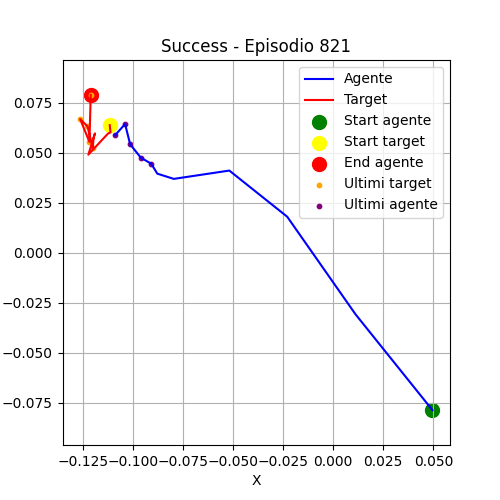 Success - Episodio 821
Agente
Target
Start agente
Start target
End agente
Ultimi target
Ultimi agente
0.075
0.050
0.025
0.000
−0.025
−0.050
−0.075
−0.125 −0.100 −0.075 −0.050 −0.025 0.000 0.025 0.050
X